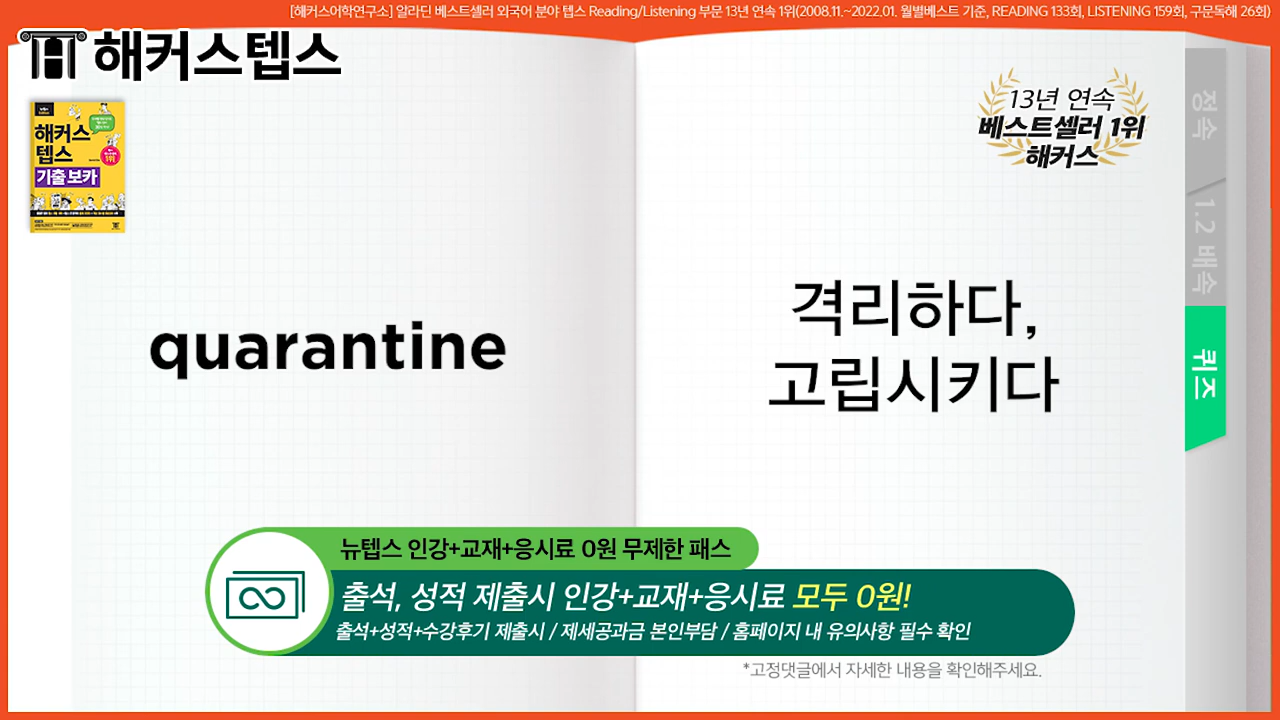 [해커스어학연구소] 알라딘 베스트셀러 외국어 분야 텝스 Reading/Listening 부문 13년 연속 1위(2008.11.~2022.01. 월별베스트 기준, READING 133회, LISTENING 159회, 구문독해 26회)
해커스텝스
해커스
텝스
기출 보카
1위
13년 연속
베스트셀러 1위
해커스
정속
1.2 배속
퀴즈
quarantine
격리하다,
고립시키다
뉴텝스 인강+교재+응시료 0원 무제한 패스
출석, 성적 제출시 인강+교재+응시료 모두 0원!
출석+성적+수강후기 제출시 / 제세공과금 본인부담 / 홈페이지 내 유의사항 필수 확인
*고정댓글에서 자세한 내용을 확인해주세요.